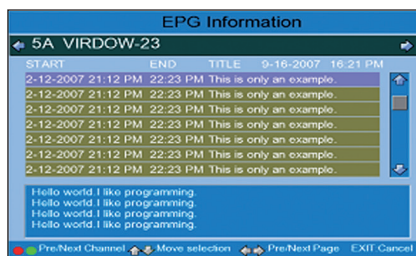 EPG Information
5A VIRDOW-23
START END TITLE 9-16-2007 16:21 PM
2-12-2007 21:12 PM 22:23 PM This is only an example.
2-12-2007 21:12 PM 22:23 PM This is only an example.
2-12-2007 21:12 PM 22:23 PM This is only an example.
2-12-2007 21:12 PM 22:23 PM This is only an example.
2-12-2007 21:12 PM 22:23 PM This is only an example.
2-12-2007 21:12 PM 22:23 PM This is only an example.
2-12-2007 21:12 PM 22:23 PM This is only an example.
Hello world.I like programming.
Hello world.I like programming.
Hello world.I like programming.
Hello world.I like programming.
Pre/Next Channel Move selection Pre/Next Page EXIT:Cancel